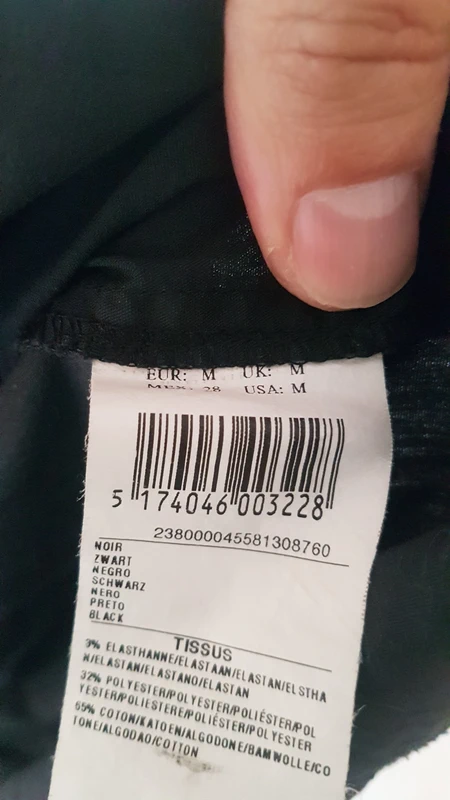 EUR: M UK: M
MEX: 28 USA: M
5 174046 003228
238000045581308760
NOIR
ZWART
NEGRO
SCHWARZ
NERO
PRETO
BLACK
TISSUS
3% ELASTHANNE/ELASTAAN/ELASTAN/ELSTHA
N/ELASTAN/ELASTANO/ELASTAN
32% POLYESTER/POLYESTER/POLIÉSTER/POL
YESTER/POLIESTERE/POLIÉSTER/POLYESTER
65% COTON/KATOEN/ALGODONE/BAMWOLLE/CO
TONE/ALGODAO/COTTON